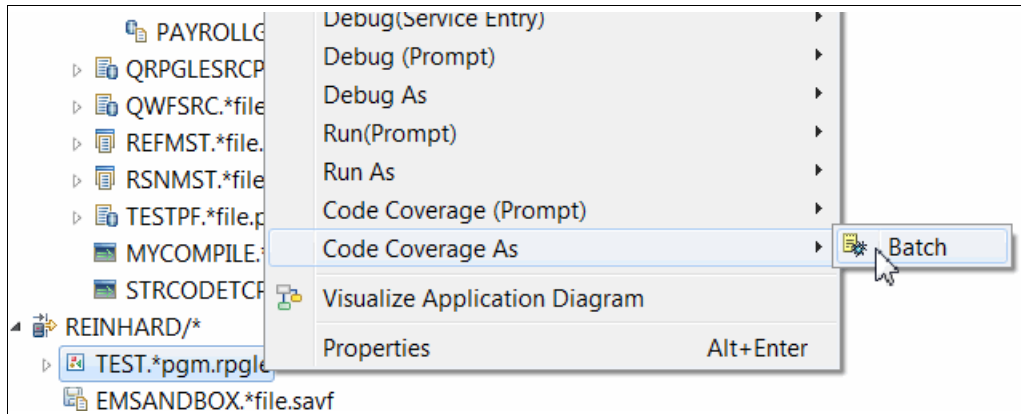 PAYROLLG
QRPGLESRCP
QWFSRC.*file
REFMST.*file.
RSNMST.*file
TESTPF.*file.p
MYCOMPILE.*
STRCODETCP
REINHARD/*
TEST.*pgm.rpgle
EMSANDBOX.*file.savf
Debug(Service Entry)
Debug (Prompt)
Debug As
Run(Prompt)
Run As
Code Coverage (Prompt)
Code Coverage As
Visualize Application Diagram
Properties Alt+Enter
Batch